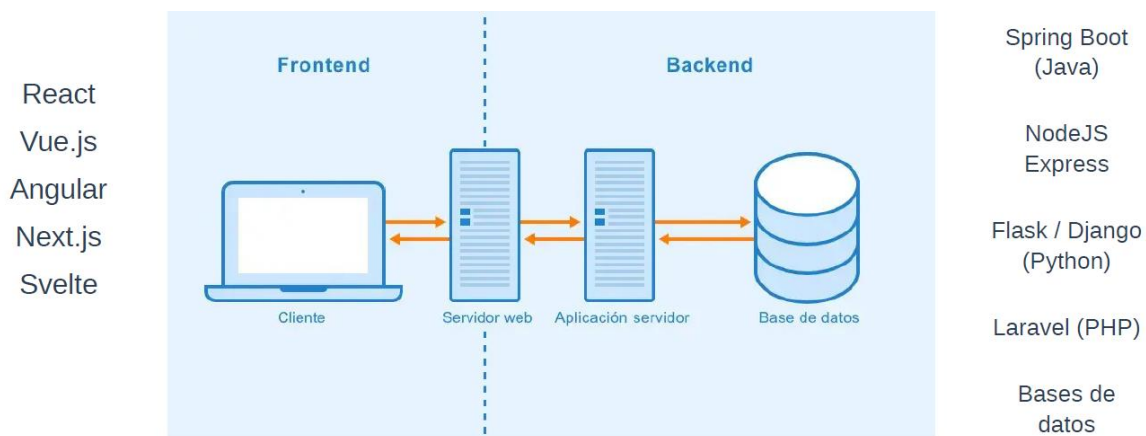 React
Vue.js
Angular
Next.js
Svelte
Frontend
Backend
Cliente
Servidor web
Aplicación servidor
Base de datos
Spring Boot
(Java)
NodeJS
Express
Flask / Django
(Python)
Laravel (PHP)
Bases de
datos